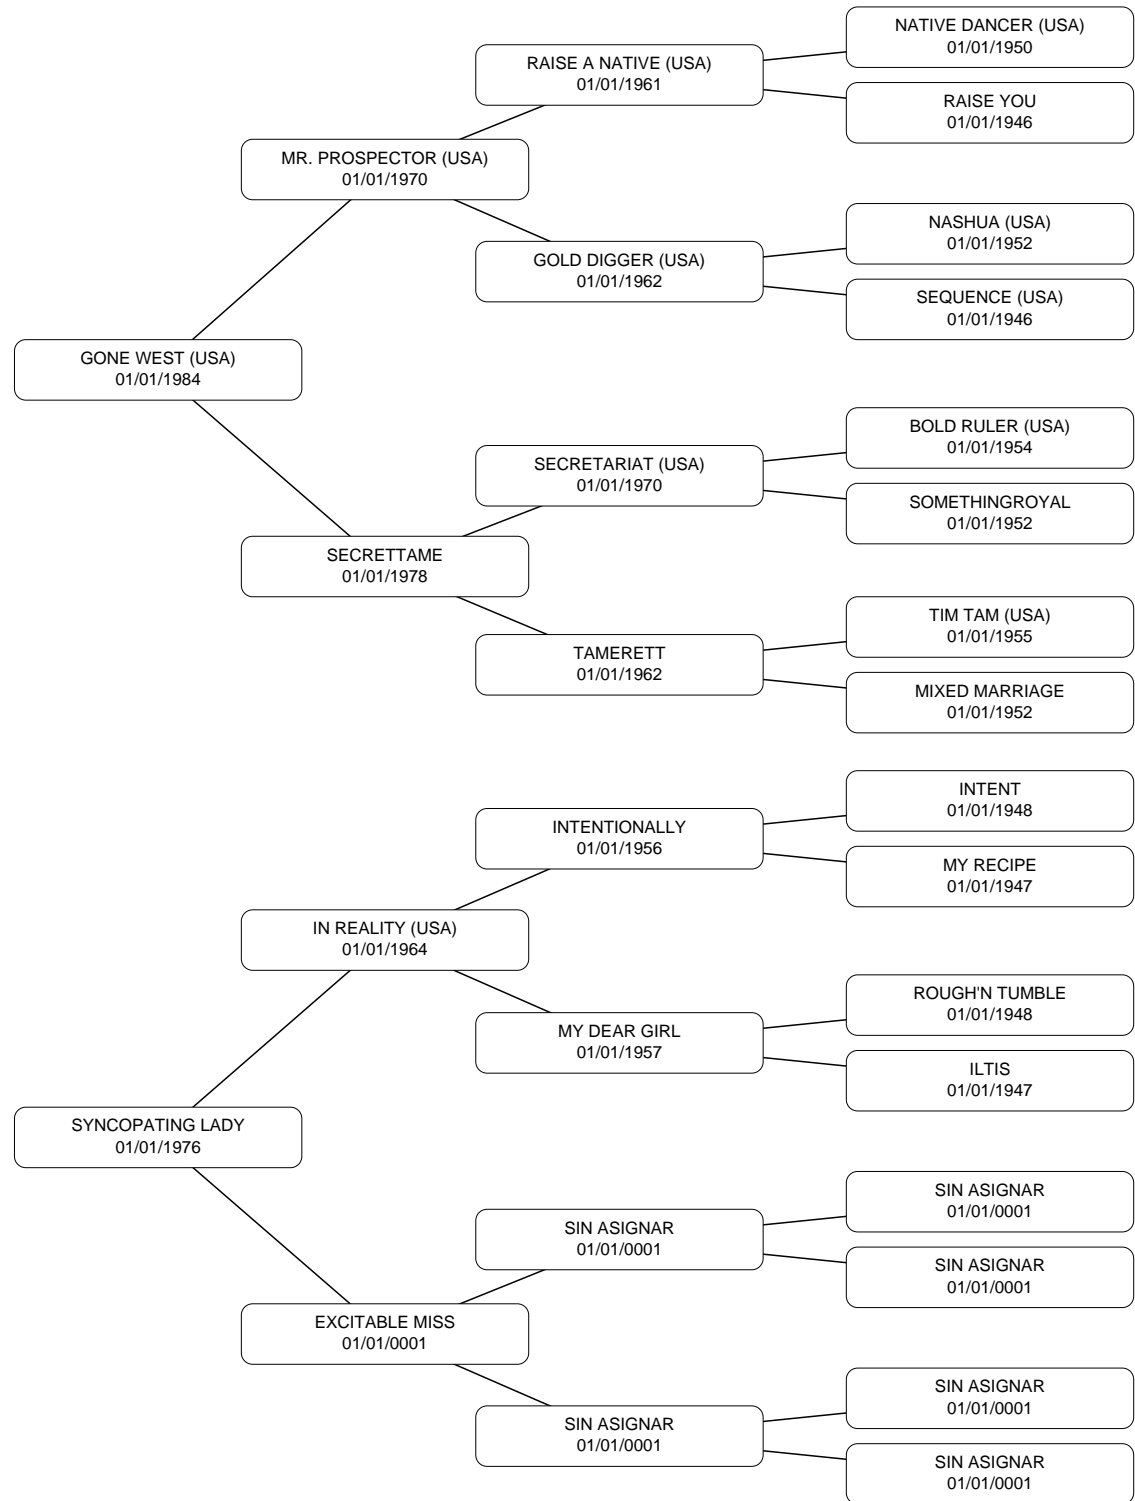 NATIVE DANCER (USA)
01/01/1950
RAISE A NATIVE (USA)
01/01/1961
RAISE YOU
01/01/1946
MR. PROSPECTOR (USA)
01/01/1970
NASHUA (USA)
01/01/1952
GOLD DIGGER (USA)
01/01/1962
SEQUENCE (USA)
01/01/1946
GONE WEST (USA)
01/01/1984
BOLD RULER (USA)
01/01/1954
SECRETARIAT (USA)
01/01/1970
SOMETHINGROYAL
01/01/1952
SECRETTAME
01/01/1978
TIM TAM (USA)
01/01/1955
TAMERETT
01/01/1962
MIXED MARRIAGE
01/01/1952
INTENT
01/01/1948
INTENTIONALLY
01/01/1956
MY RECIPE
01/01/1947
IN REALITY (USA)
01/01/1964
ROUGH'N TUMBLE
01/01/1948
MY DEAR GIRL
01/01/1957
ILTIS
01/01/1947
SYNCOPATING LADY
01/01/1976
SIN ASIGNAR
01/01/0001
SIN ASIGNAR
01/01/0001
SIN ASIGNAR
01/01/0001
EXCITABLE MISS
01/01/0001
SIN ASIGNAR
01/01/0001
SIN ASIGNAR
01/01/0001
SIN ASIGNAR
01/01/0001